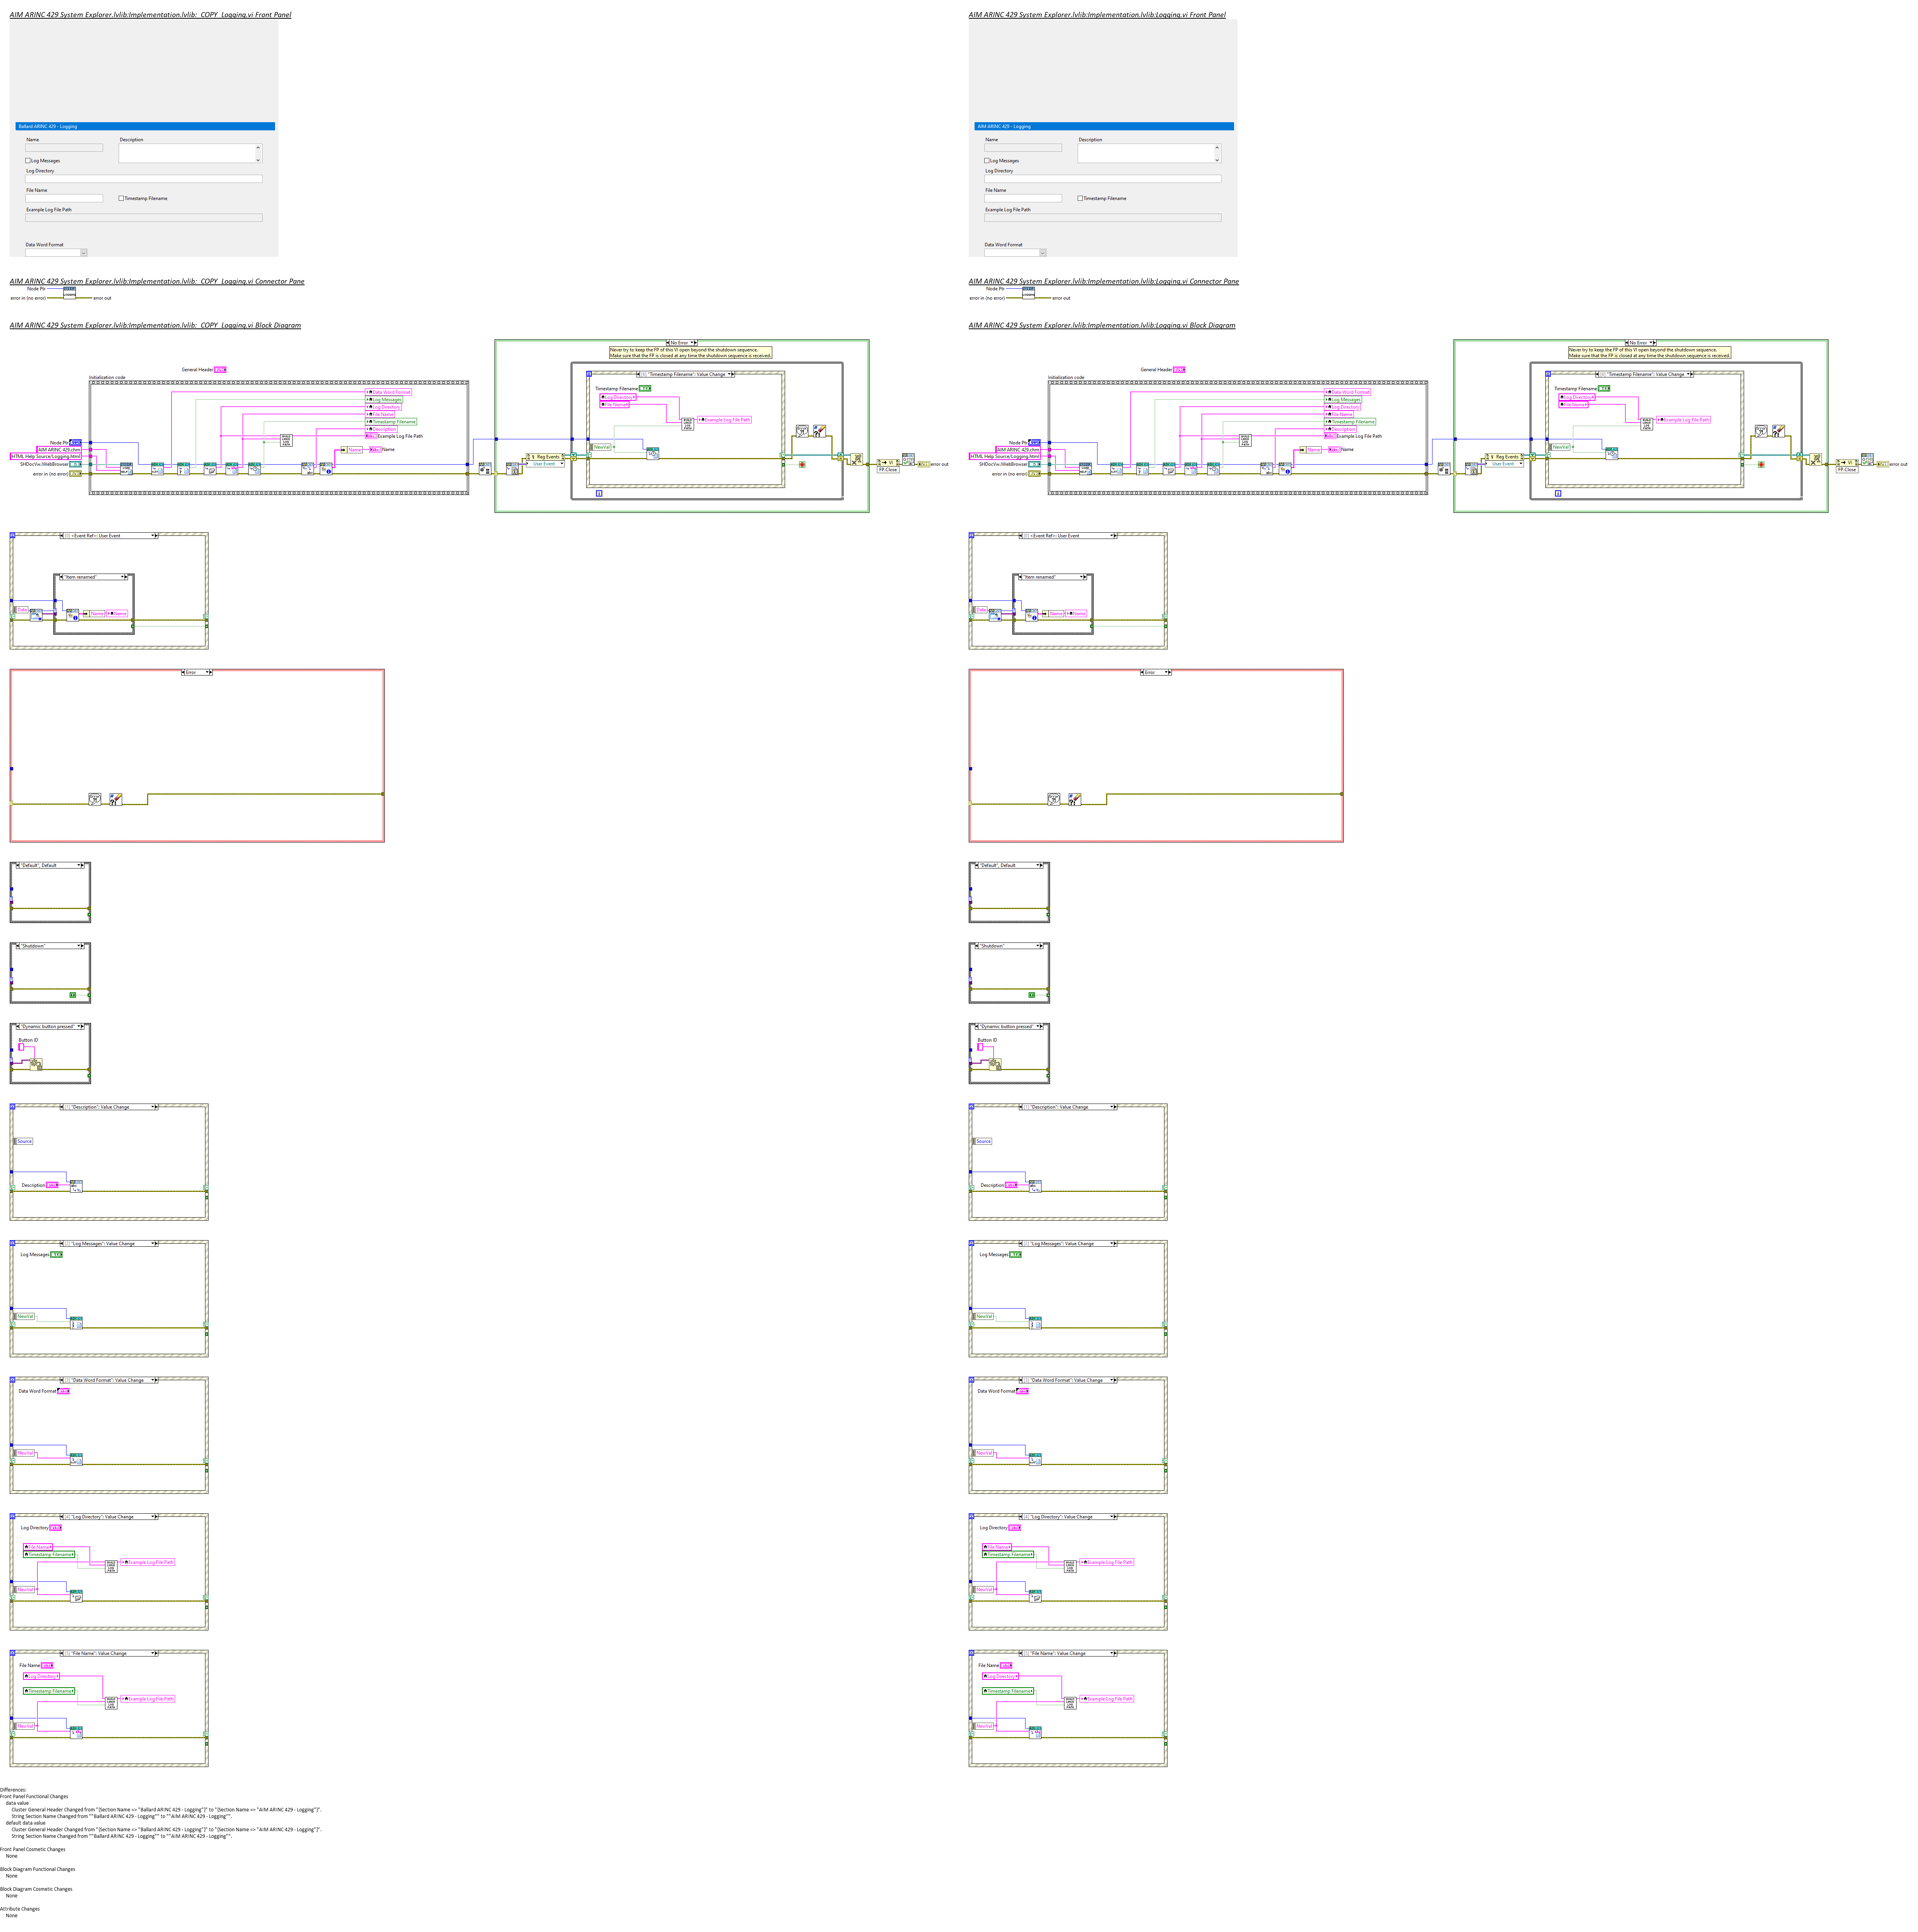 AIM ARINC 429 System Explorer.lvlib:Implementation.lvlib:_COPY_Logging.vi Front Panel
Ballard ARINC 429 - Logging
Name
Description
Log Messages
Log Directory
File Name
Timestamp Filename
Example Log File Path
Data Word Format
AIM ARINC 429 System Explorer.lvlib:Implementation.lvlib:_COPY_Logging.vi Connector Pane
Node Ptr
error in (no error)
error out
AIM ARINC 429 System Explorer.lvlib:Implementation.lvlib:_COPY_Logging.vi Block Diagram
General Header
Initialization code
Data Word Format
Log Messages
Log Directory
File Name
Timestamp Filename
Description
Example Log File Path
Name
Name
Node Ptr
AIM ARINC 429.chm
HTML Help Source/Logging.html
SHDocVw.IWebBrowser
error in (no error)
No Error
Never try to keep the FP of this VI open beyond the shutdown sequence.
Make sure that the FP is closed at any time the shutdown sequence is received.
"Timestamp Filename": Value Change
Timestamp Filename
Log Directory
File Name
Example Log File Path
NewVal
Reg Events
User Event
VI
FP.Close
error out
[0] <Event Ref>: User Event
"Item renamed"
Data
Name
Name
Error
"Default", Default
"Shutdown"
"Dynamic button pressed"
Button ID
[1] "Description": Value Change
Source
Description
[2] "Log Messages": Value Change
Log Messages
NewVal
[3] "Data Word Format": Value Change
Data Word Format
NewVal
[4] "Log Directory": Value Change
Log Directory
File Name
Timestamp Filename
Example Log File Path
NewVal
[5] "File Name": Value Change
File Name
Log Directory
Timestamp Filename
Example Log File Path
NewVal
AIM ARINC 429 System Explorer.lvlib:Implementation.lvlib:Logging.vi Front Panel
AIM ARINC 429 - Logging
Name
Description
Log Messages
Log Directory
File Name
Timestamp Filename
Example Log File Path
Data Word Format
AIM ARINC 429 System Explorer.lvlib:Implementation.lvlib:Logging.vi Connector Pane
Node Ptr
error in (no error)
error out
AIM ARINC 429 System Explorer.lvlib:Implementation.lvlib:Logging.vi Block Diagram
General Header
Initialization code
Data Word Format
Log Messages
Log Directory
File Name
Timestamp Filename
Description
Example Log File Path
Name
Name
Node Ptr
AIM ARINC 429.chm
HTML Help Source/Logging.html
SHDocVw.IWebBrowser
error in (no error)
No Error
Never try to keep the FP of this VI open beyond the shutdown sequence.
Make sure that the FP is closed at any time the shutdown sequence is received.
"Timestamp Filename": Value Change
Timestamp Filename
Log Directory
File Name
Example Log File Path
NewVal
Reg Events
User Event
VI
FP.Close
error out
[0] <Event Ref>: User Event
"Item renamed"
Data
Name
Name
Error
"Default", Default
"Shutdown"
"Dynamic button pressed"
Button ID
[1] "Description": Value Change
Source
Description
[2] "Log Messages": Value Change
Log Messages
NewVal
[3] "Data Word Format": Value Change
Data Word Format
NewVal
[4] "Log Directory": Value Change
Log Directory
File Name
Timestamp Filename
Example Log File Path
NewVal
[5] "File Name": Value Change
File Name
Log Directory
Timestamp Filename
Example Log File Path
NewVal
Differences:
Front Panel Functional Changes
data value
Cluster General Header Changed from "[Section Name => "Ballard ARINC 429 - Logging"]" to "[Section Name => "AIM ARINC 429 - Logging"]".
String Section Name Changed from ""Ballard ARINC 429 - Logging"" to ""AIM ARINC 429 - Logging"".
default data value
Cluster General Header Changed from "[Section Name => "Ballard ARINC 429 - Logging"]" to "[Section Name => "AIM ARINC 429 - Logging"]".
String Section Name Changed from ""Ballard ARINC 429 - Logging"" to ""AIM ARINC 429 - Logging"".
Front Panel Cosmetic Changes
None
Block Diagram Functional Changes
None
Block Diagram Cosmetic Changes
None
Attribute Changes
None